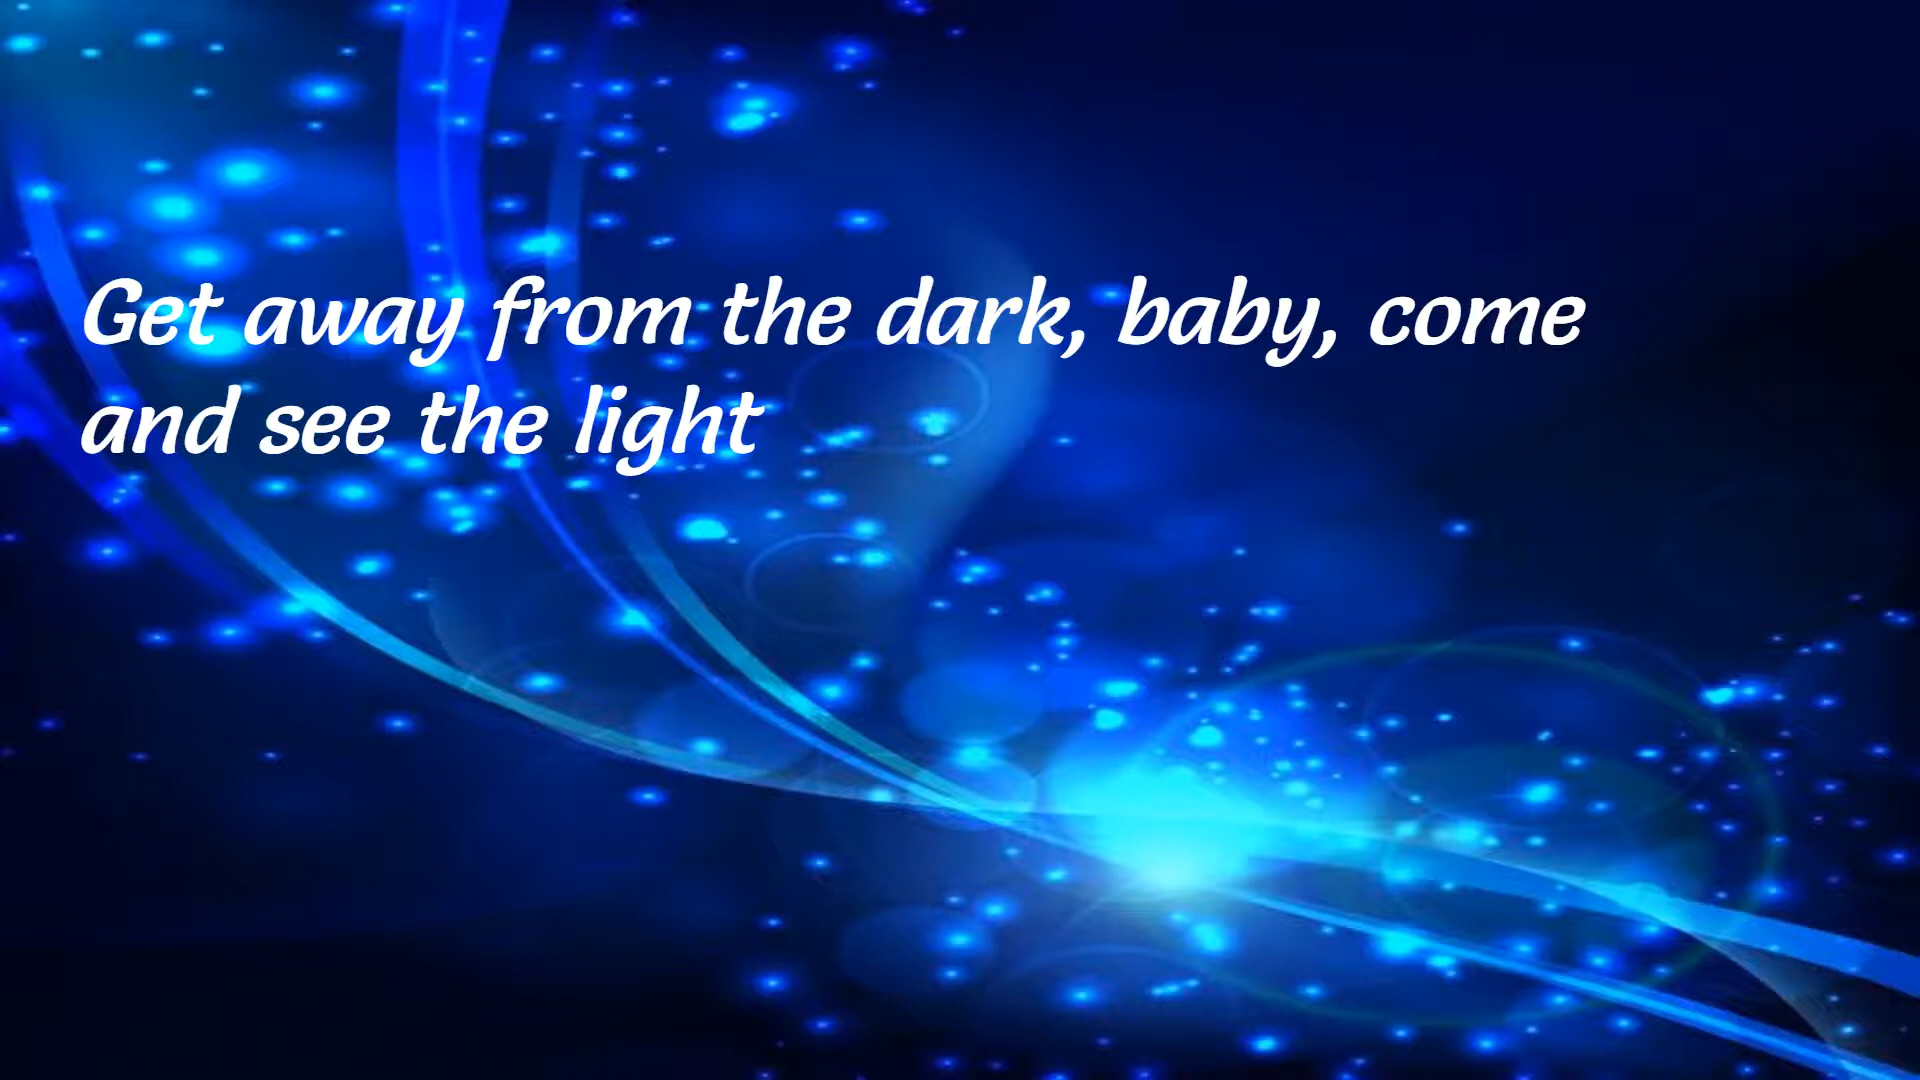 Get away from the dark, baby, come
and see the light